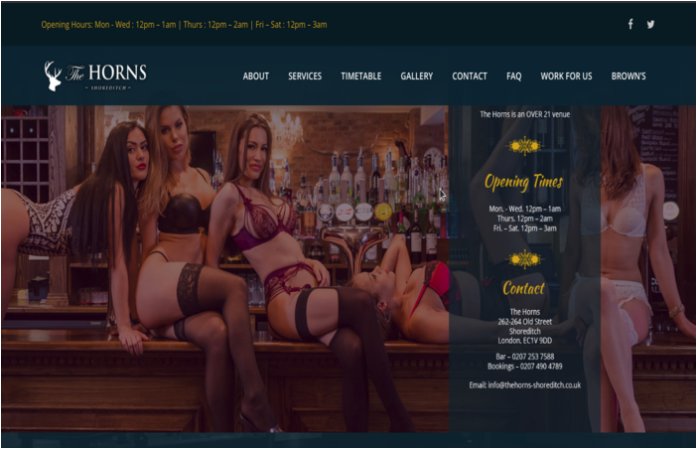 Opening Hours: Mon - Wed : 12pm – 1am | Thurs : 12pm – 2am | Fri – Sat : 12pm – 3am
The HORNS
- SHOREDITCH -
ABOUT SERVICES TIMETABLE GALLERY CONTACT FAQ WORK FOR US BROWN'S
The Horns is an OVER 21 venue
Opening Times
Mon. - Wed. 12pm – 1am
Thurs. 12pm – 2am
Fri. – Sat. 12pm – 3am
Contact
The Horns
262-264 Old Street
Shoreditch
London, EC1V 9DD
Bar – 0207 253 7588
Bookings – 0207 490 4789
Email: info@thehorns-shoreditch.co.uk